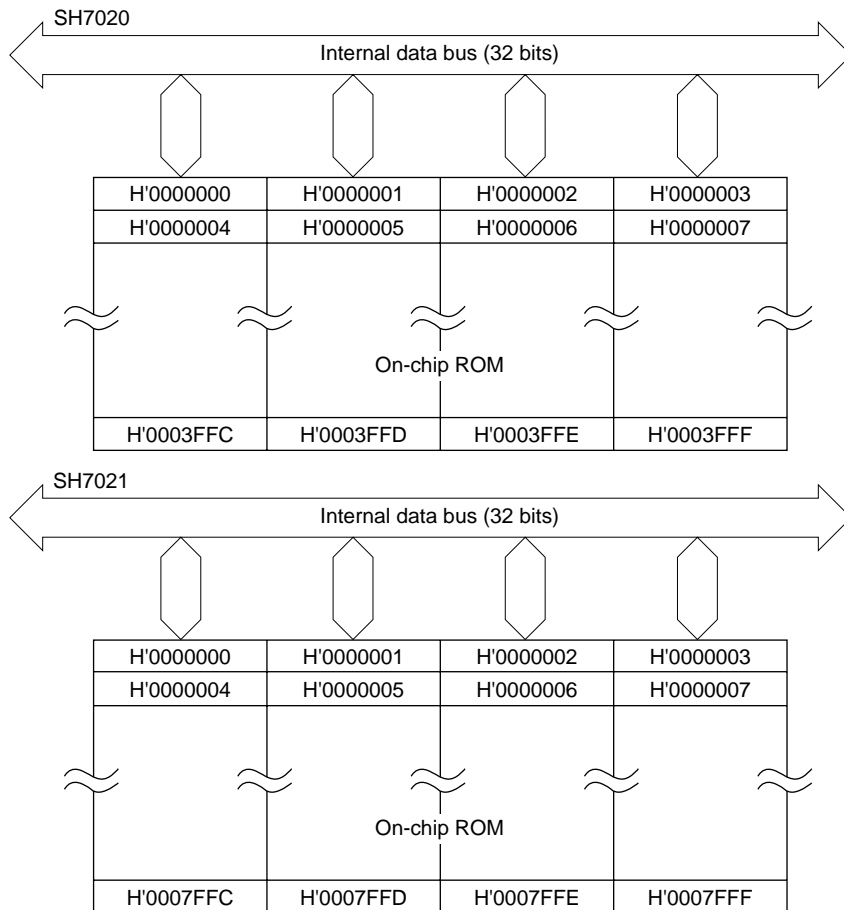 SH7020
Internal data bus (32 bits)
H'0000000 H'0000001 H'0000002 H'0000003
H'0000004 H'0000005 H'0000006 H'0000007
On-chip ROM
H'0003FFC H'0003FFD H'0003FFE H'0003FFF
SH7021
Internal data bus (32 bits)
H'0000000 H'0000001 H'0000002 H'0000003
H'0000004 H'0000005 H'0000006 H'0000007
On-chip ROM
H'0007FFC H'0007FFD H'0007FFE H'0007FFF